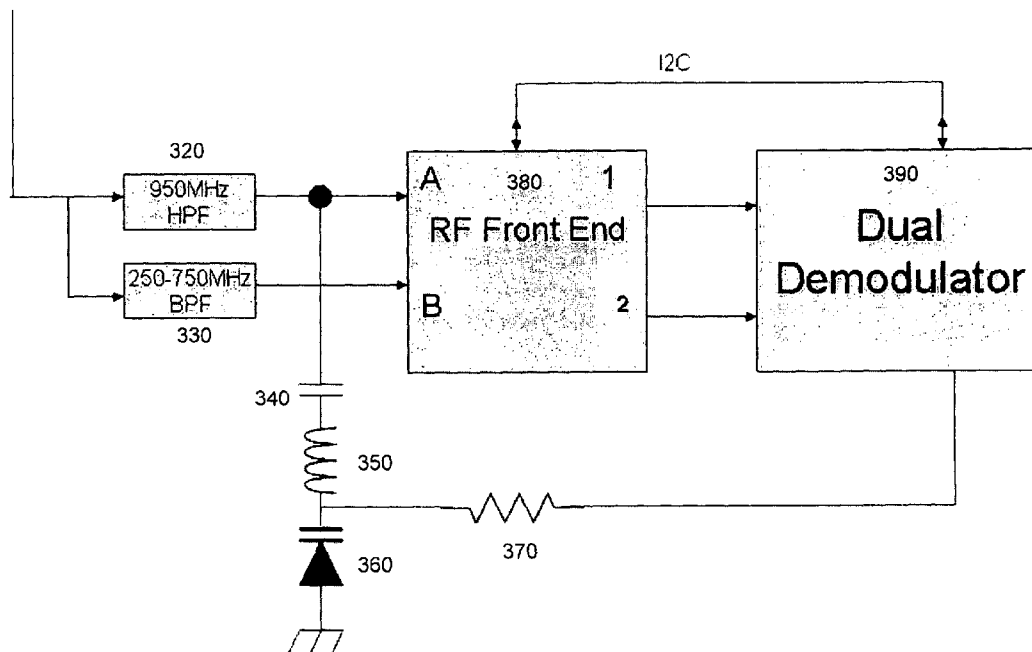 I2C
320
950MHz
HPF
250-750MHz
BPF
330
A
380
1
RF Front End
B
2
390
Dual
Demodulator
340
350
360
370